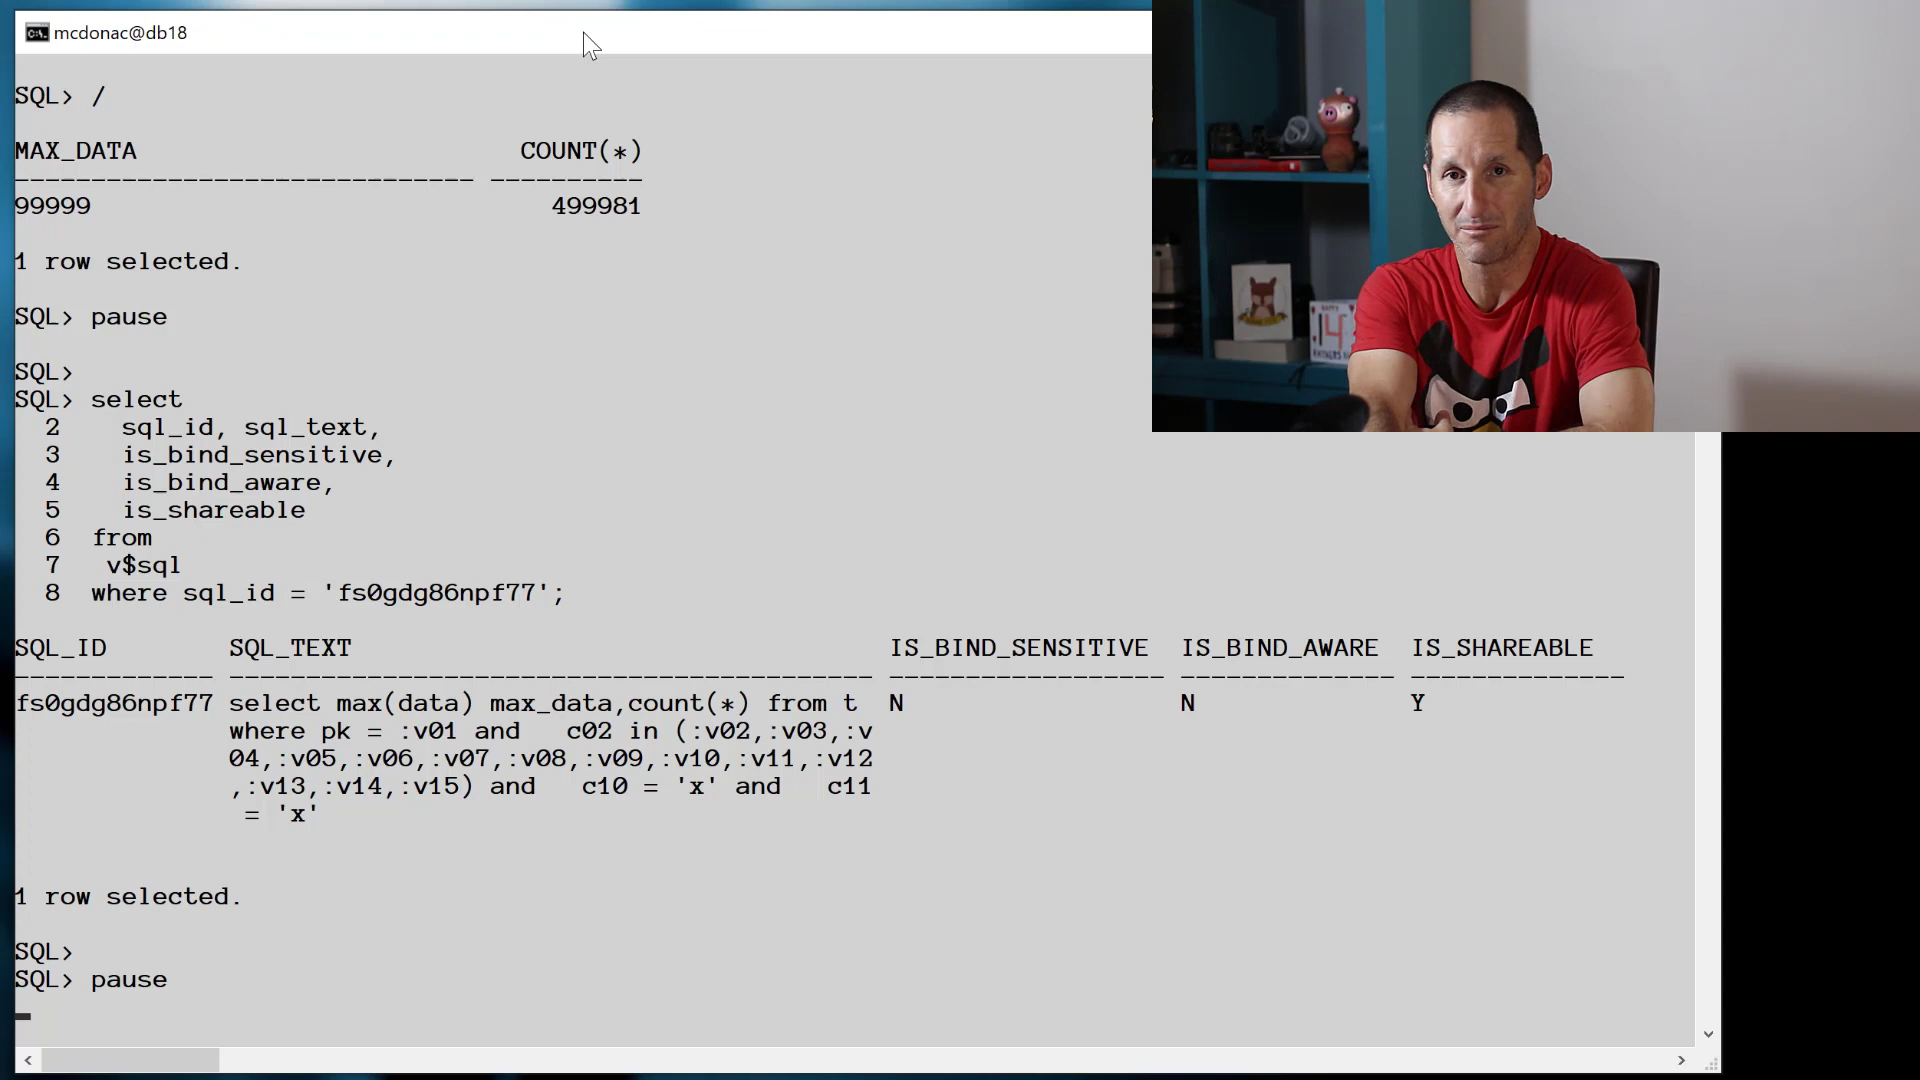 mcdonac@db18
SQL> /
MAX_DATA COUNT(*)
------------------------------ ----------
99999 499981
1 row selected.
SQL> pause
SQL>
SQL> select
2 sql_id, sql_text,
3 is_bind_sensitive,
4 is_bind_aware,
5 is_shareable
6 from
7 v$sql
8 where sql_id = 'fs0gdg86npf77';
SQL_ID SQL_TEXT IS_BIND_SENSITIVE IS_BIND_AWARE IS_SHAREABLE
------------- ------------------------------------------ ------------------ -------------- --------------
fs0gdg86npf77 select max(data) max_data,count(*) from t N N Y
where pk = :v01 and c02 in (:v02,:v03,:v
04,:v05,:v06,:v07,:v08,:v09,:v10,:v11,:v12
,:v13,:v14,:v15) and c10 = 'x' and c11
= 'x'
1 row selected.
SQL>
SQL> pause
HAPPY
14